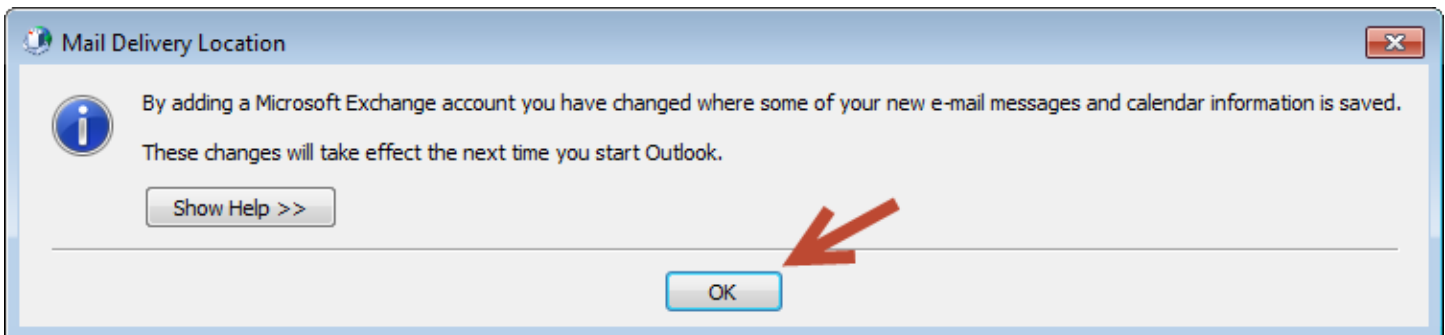 Mail Delivery Location
By adding a Microsoft Exchange account you have changed where some of your new e-mail messages and calendar information is saved.
These changes will take effect the next time you start Outlook.
Show Help >>
OK